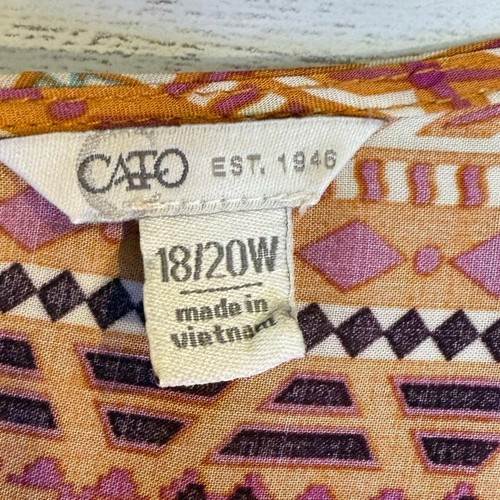 CATO EST. 1946
18/20W
made in
vietnam